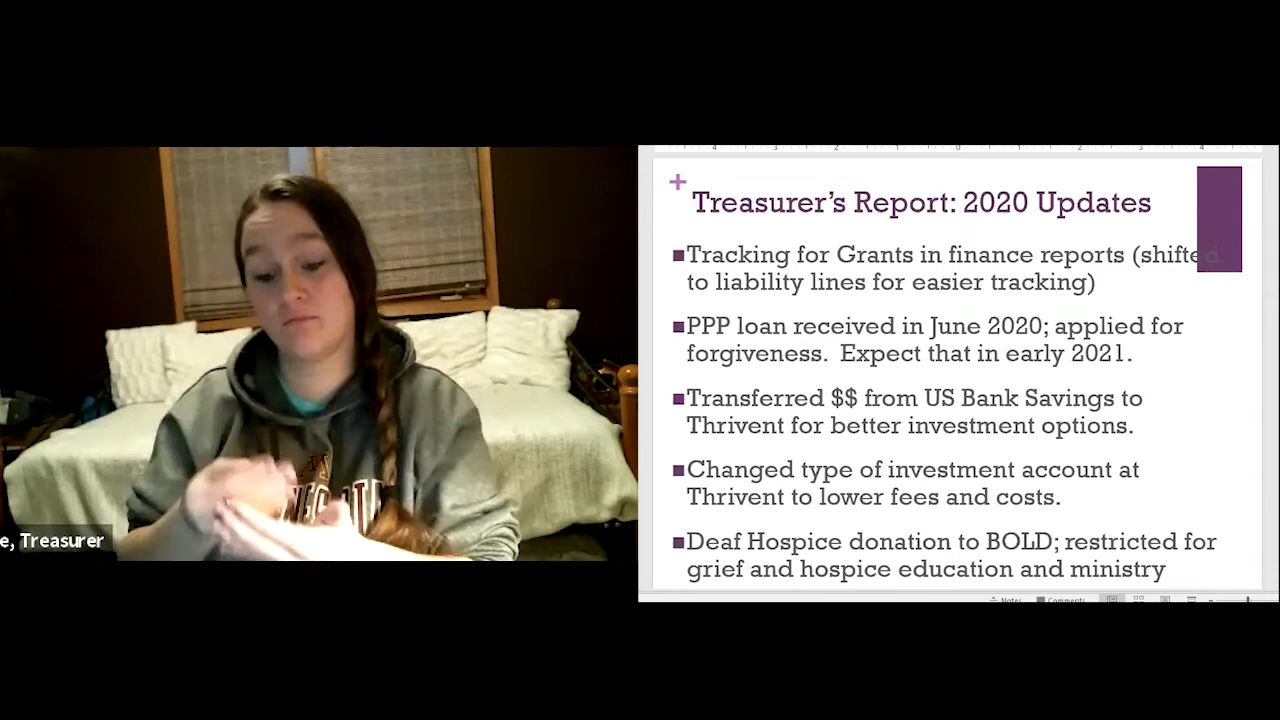 e, Treasurer
Treasurer's Report: 2020 Updates
Tracking for Grants in finance reports (shifted
to liability lines for easier tracking)
PPP loan received in June 2020; applied for
forgiveness. Expect that in early 2021.
Transferred $$ from US Bank Savings to
Thrivent for better investment options.
Changed type of investment account at
Thrivent to lower fees and costs.
Deaf Hospice donation to BOLD; restricted for
grief and hospice education and ministry
Notes Comments